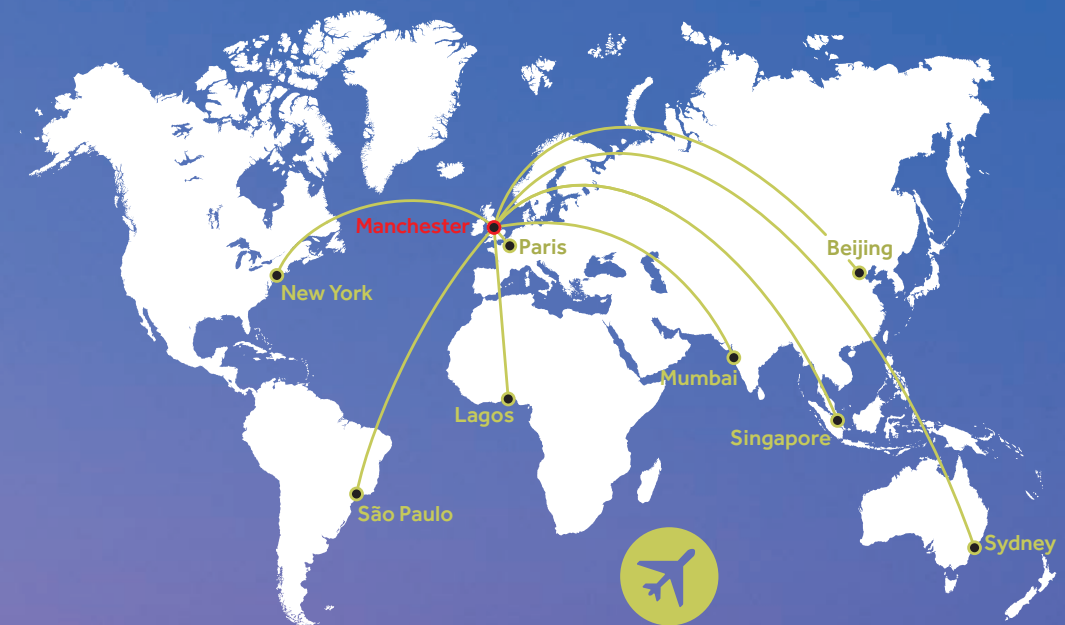 Manchester
Paris
Beijing
New York
Mumbai
Lagos
Singapore
São Paulo
Sydney